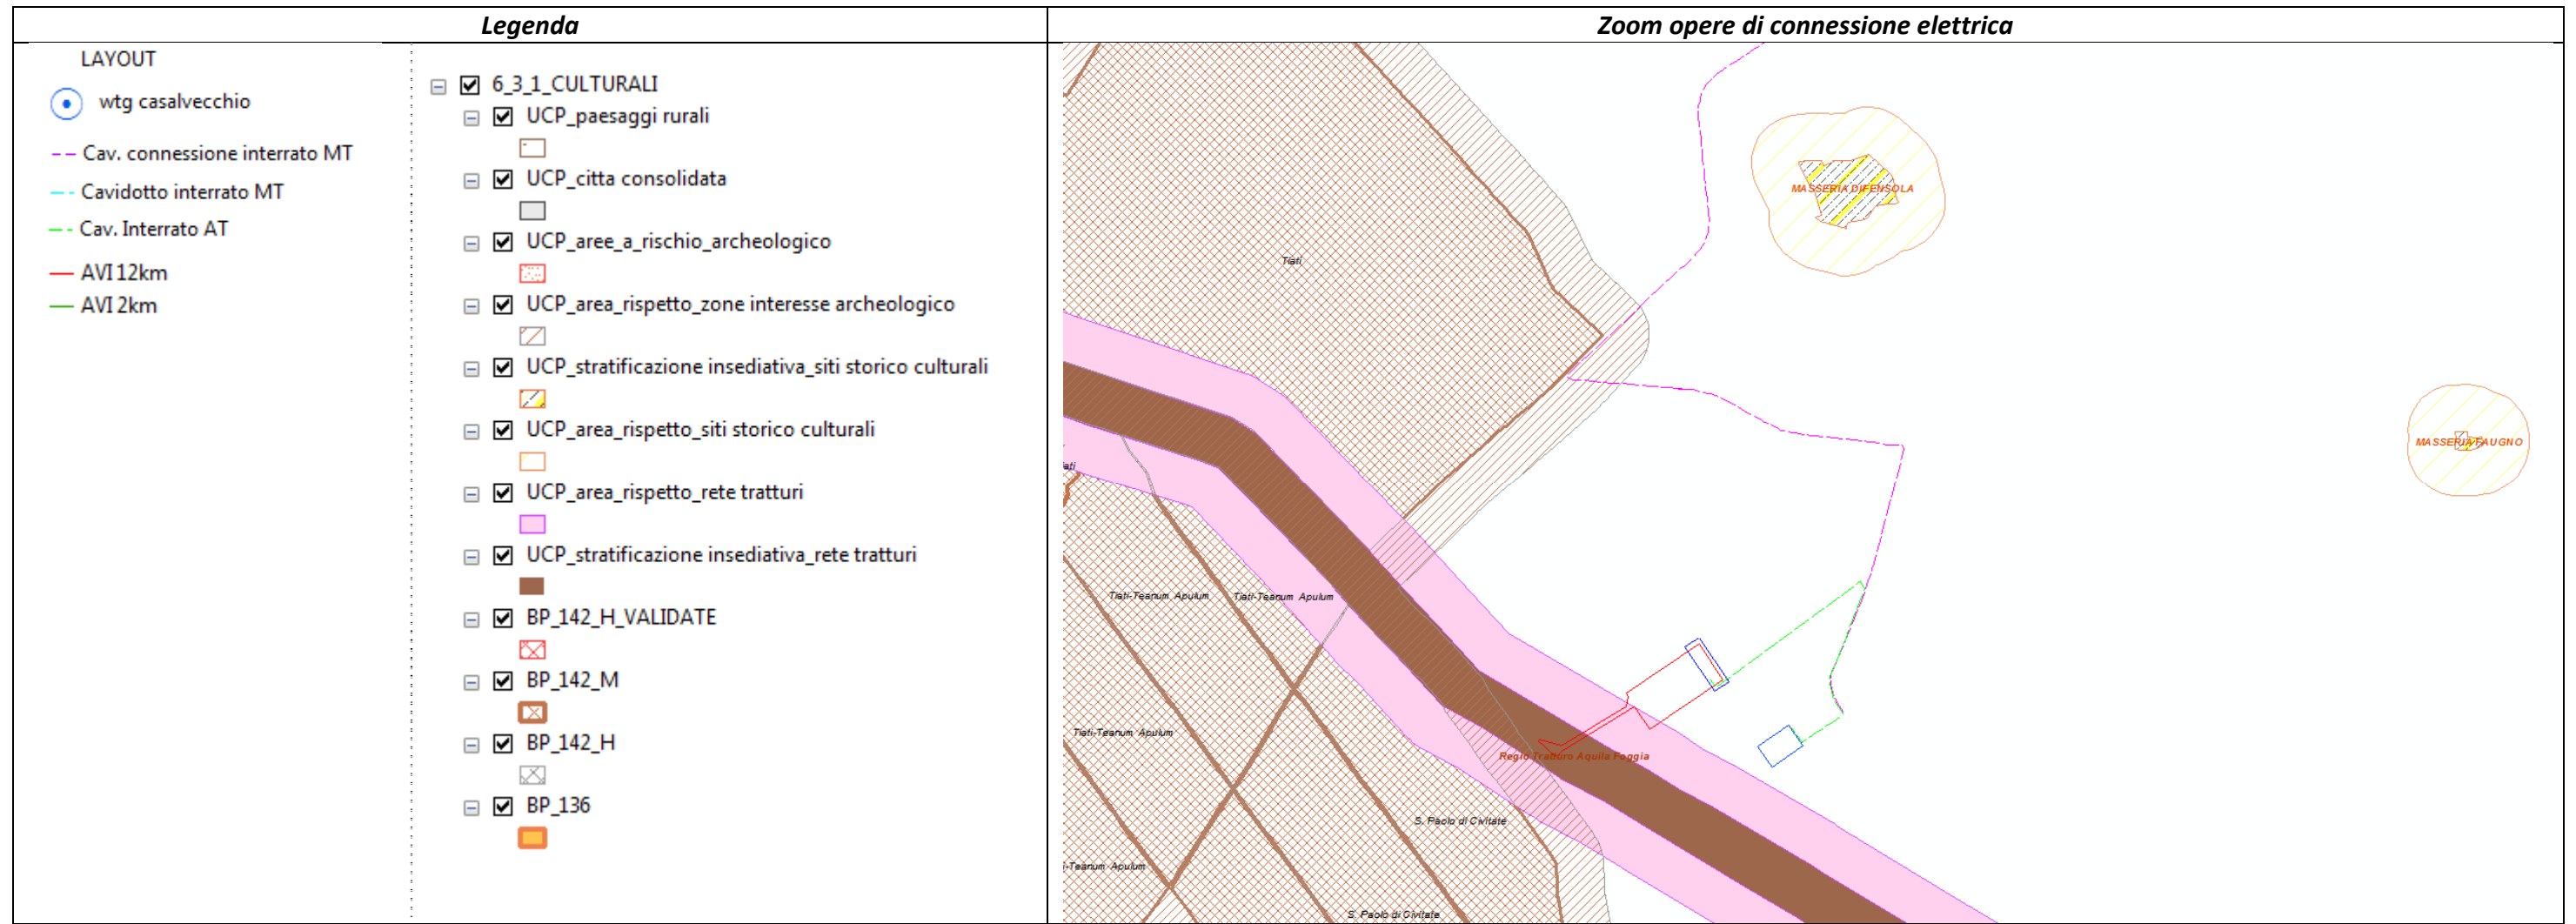 Legenda
Zoom opere di connessione elettrica
LAYOUT
wtg casalvecchio
Cav. connessione interrato MT
Cavidotto interrato MT
Cav. Interrato AT
AVI 12km
AVI 2km
6_3_1_CULTURALI
UCP_paesaggi rurali
UCP_citta consolidata
UCP_aree_a_rischio_archeologico
UCP_area_rispetto_zone interesse archeologico
UCP_stratificazione insediativa_siti storico culturali
UCP_area_rispetto_siti storico culturali
UCP_area_rispetto_rete tratturi
UCP_stratificazione insediativa_rete tratturi
BP_142_H_VALIDATE
BP_142_M
BP_142_H
BP_136
MASSERIA DIFENSOLA
Tiati
MASSERIA FAUGNO
ati
Tiati-Teanum Apulum
Tiati-Teanum Apulum
Tiati-Teanum Apulum
Regio Tratturo Aquila Foggia
S. Paolo di Civitate
i-Teanum Apulum
S. Paolo di Civitate